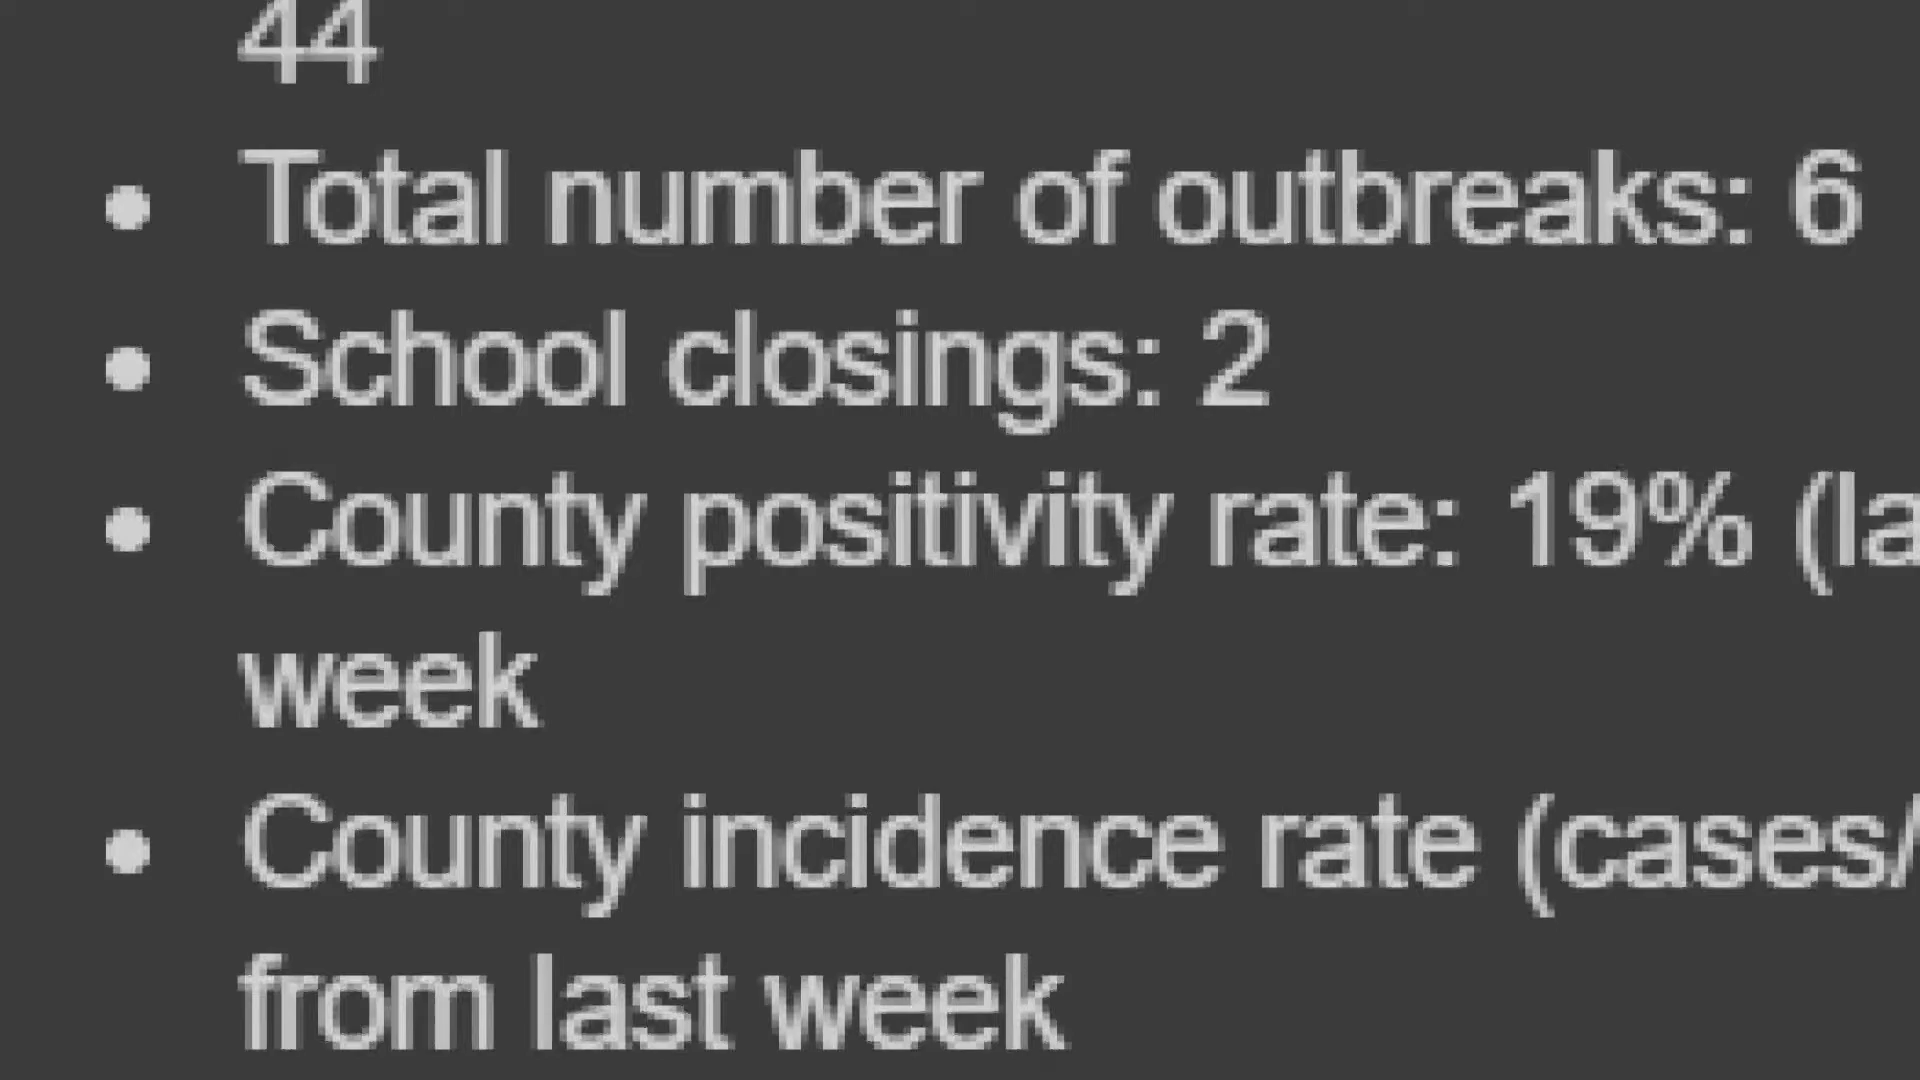 44
• Total number of outbreaks: 6
• School closings: 2
• County positivity rate: 19% (la
week
• County incidence rate (cases/
from last week